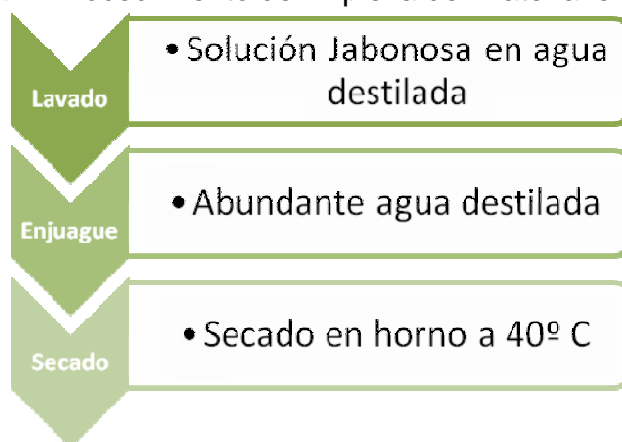 Lavado
• Solución Jabonosa en agua
destilada
Enjuague
• Abundante agua destilada
Secado
• Secado en horno a 40º C